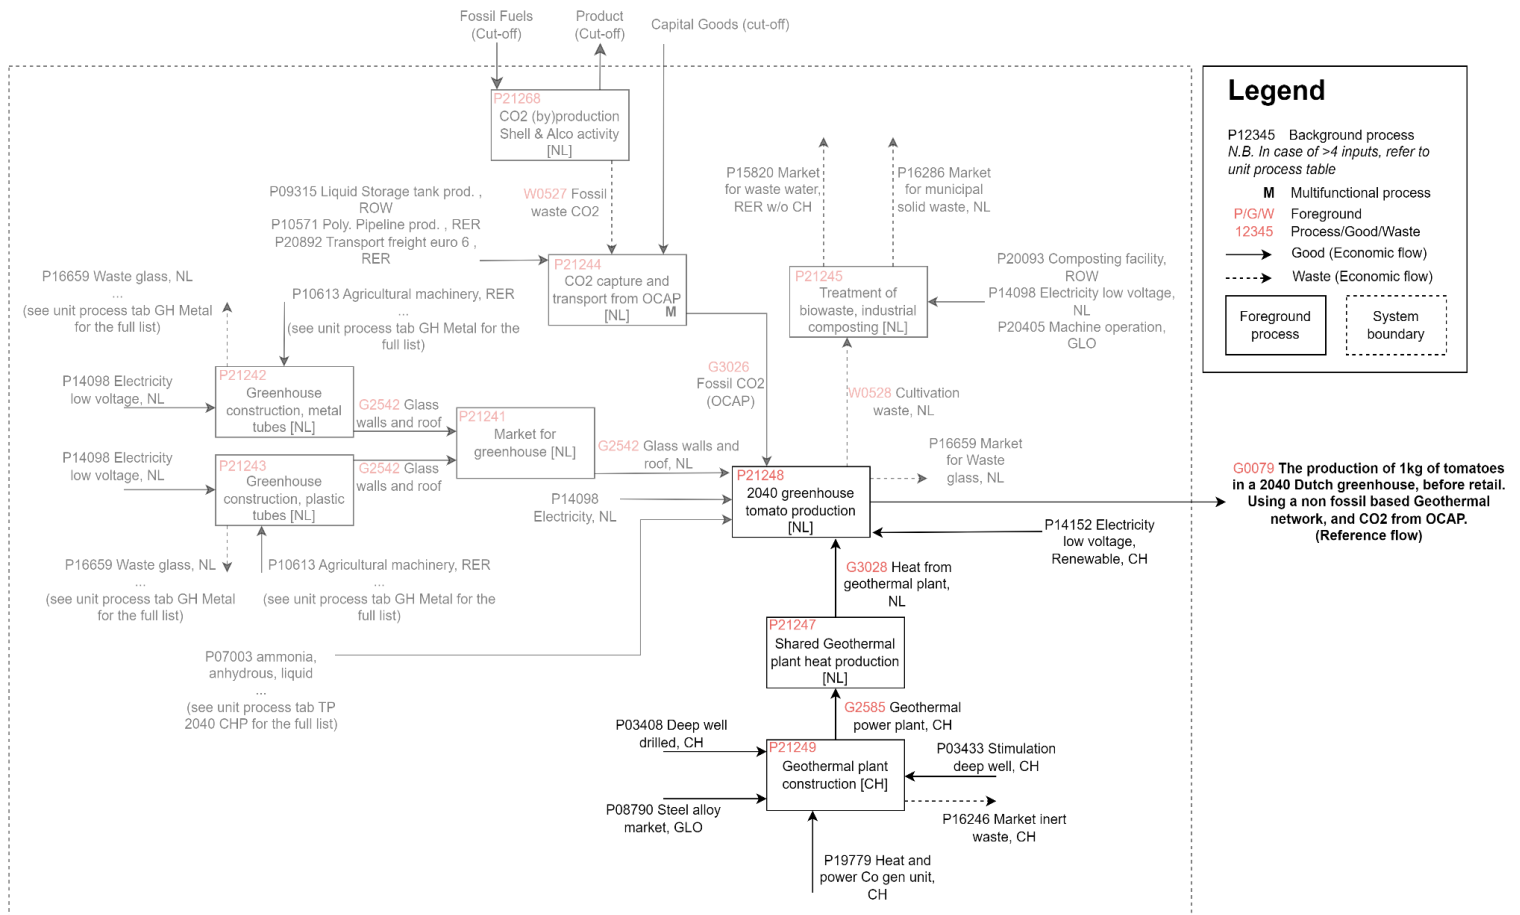 Fossil Fuels
(Cut-off)
Product
(Cut-off)
Capital Goods (cut-off)
P21268
CO2 (by)production
Shell & Alco activity
[NL]
W0527 Fossil
waste CO2
P09315 Liquid Storage tank prod. ,
ROW
P10571 Poly. Pipeline prod. , RER
P20892 Transport freight euro 6 ,
RER
P21244
CO2 capture and
transport from OCAP
[NL]
M
P15820 Market
for waste water,
RER w/o CH
P16286 Market
for municipal
solid waste, NL
P21245
Treatment of
biowaste, industrial
composting [NL]
P20093 Composting facility,
ROW
P14098 Electricity low voltage,
NL
P20405 Machine operation,
GLO
Legend
P12345 Background process
N.B. In case of >4 inputs, refer to
unit process table
M Multifunctional process
P/G/W Foreground
12345 Process/Good/Waste
Good (Economic flow)
Waste (Economic flow)
Foreground
process
System
boundary
P16659 Waste glass, NL
...
(see unit process tab GH Metal
for the full list)
P10613 Agricultural machinery, RER
...
(see unit process tab GH Metal for the
full list)
P14098 Electricity
low voltage, NL
P21242
Greenhouse
construction, metal
tubes [NL]
G2542 Glass
walls and roof
P21241
Market for
greenhouse [NL]
G3026
Fossil CO2
(OCAP)
W0528 Cultivation
waste, NL
P14098 Electricity
low voltage, NL
P21243
Greenhouse
construction, plastic
tubes [NL]
G2542 Glass
walls and roof
G2542 Glass walls and
roof, NL
P16659 Market
for Waste
glass, NL
P14098
Electricity, NL
P21248
2040 greenhouse
tomato production
[NL]
G0079 The production of 1kg of tomatoes
in a 2040 Dutch greenhouse, before retail.
Using a non fossil based Geothermal
network, and CO2 from OCAP.
(Reference flow)
P14152 Electricity
low voltage,
Renewable, CH
P16659 Waste glass, NL
...
(see unit process tab GH Metal
for the full list)
P10613 Agricultural machinery, RER
...
(see unit process tab GH Metal for the
full list)
G3028 Heat from
geothermal plant,
NL
P21247
Shared Geothermal
plant heat production
[NL]
P07003 ammonia,
anhydrous, liquid
...
(see unit process tab TP
2040 CHP for the full list)
G2585 Geothermal
power plant, CH
P03408 Deep well
drilled, CH
P21249
Geothermal plant
construction [CH]
P03433 Stimulation
deep well, CH
P08790 Steel alloy
market, GLO
P16246 Market inert
waste, CH
P19779 Heat and
power Co gen unit,
CH